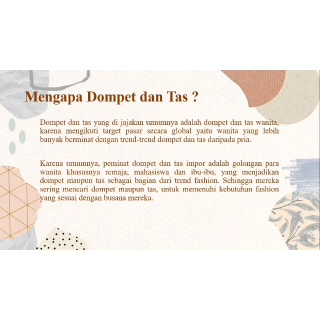 Mengapa Dompet dan Tas ?
Dompet dan tas yang di jajakan umumnya adalah dompet dan tas wanita,
karena mengikuti target pasar secara global yaitu wanita yang lebih
banyak berminat dengan trend-trend dompet dan tas daripada pria.
Karena umumnya, peminat dompet dan tas impor adalah golongan para
wanita khususnya remaja, mahasiswa dan ibu-ibu, yang menjadikan
dompet maupun tas sebagai bagian dari trend fashion. Sehingga mereka
sering mencari dompet maupun tas, untuk memenuhi kebutuhan fashion
yang sesuai dengan busana mereka.